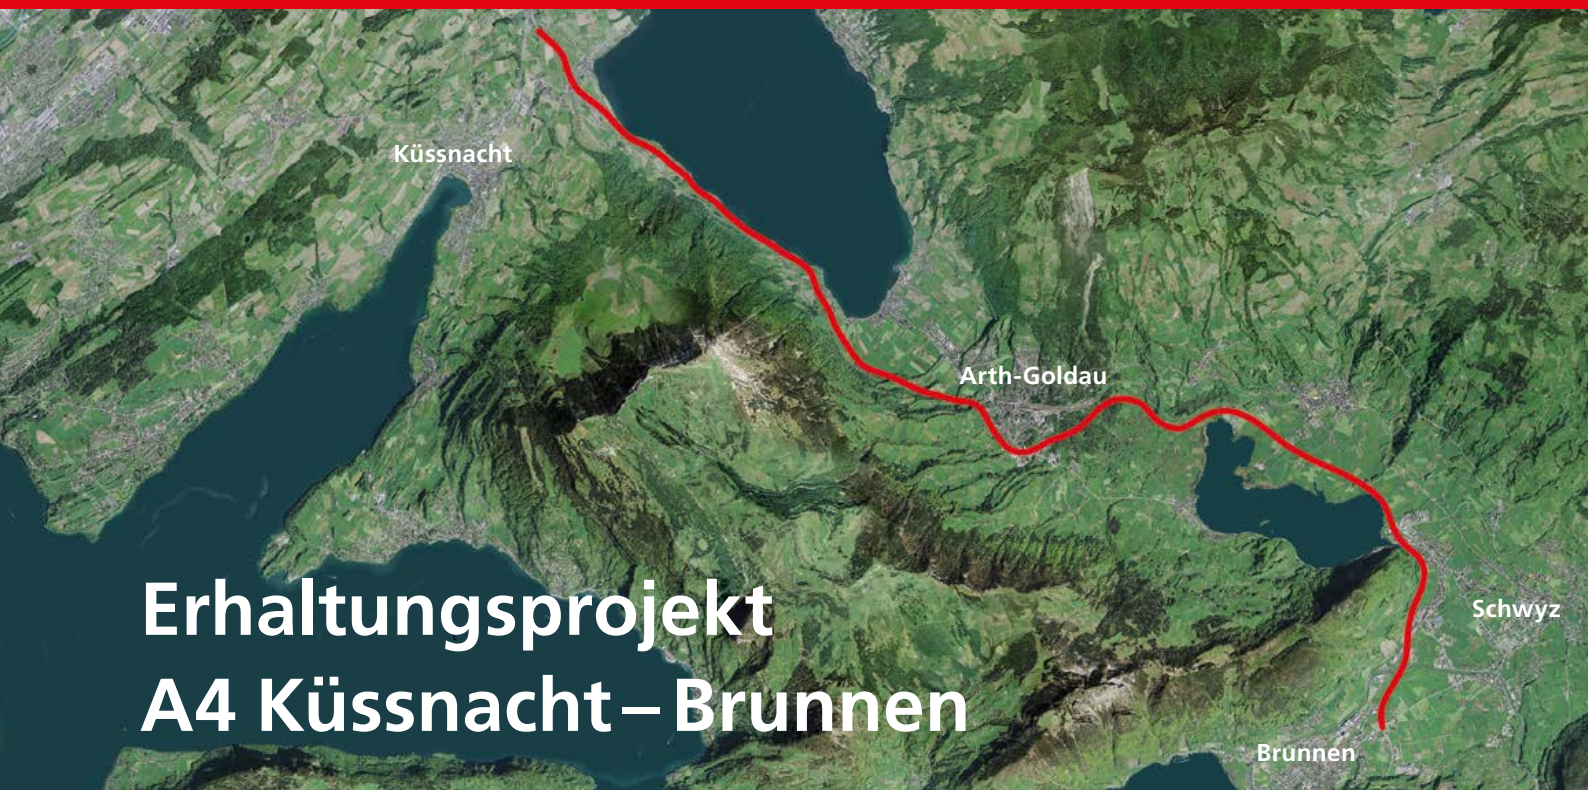 Küssnacht
Arth-Goldau
Erhaltungsprojekt
Schwyz
A4 Küssnacht – Brunnen
Brunnen